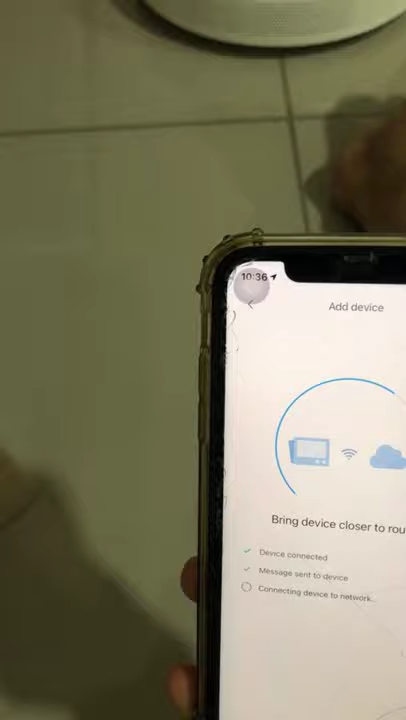 10:36
Add device
Bring device closer to rou
Device connected
Message sent to device
Connecting device to network...